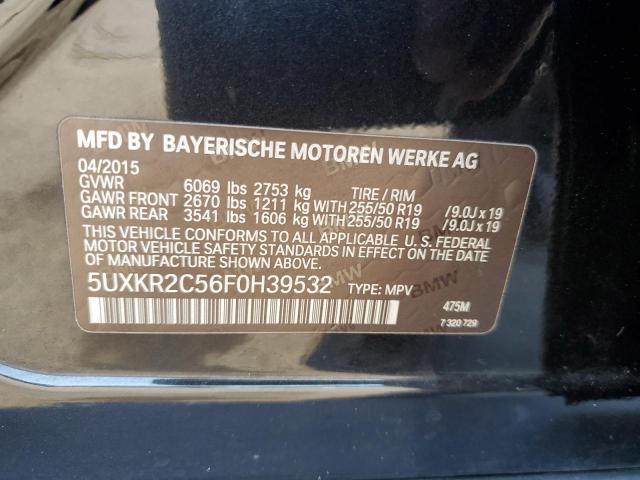 MFD BY BAYERISCHE MOTOREN WERKE AG
04/2015
GVWR 6069 lbs 2753 kg TIRE / RIM
GAWR FRONT 2670 lbs 1211 kg WITH 255/50 R19 /9.0J x 19
GAWR REAR 3541 lbs 1606 kg WITH 255/50 R19 /9.0J x 19
THIS VEHICLE CONFORMS TO ALL APPLICABLE U.S. FEDERAL
MOTOR VEHICLE SAFETY STANDARDS IN EFFECT ON THE
DATE OF MANUFACTURE SHOWN ABOVE.
5UXKR2C56F0H39532 TYPE: MPV
475M
7 320 729